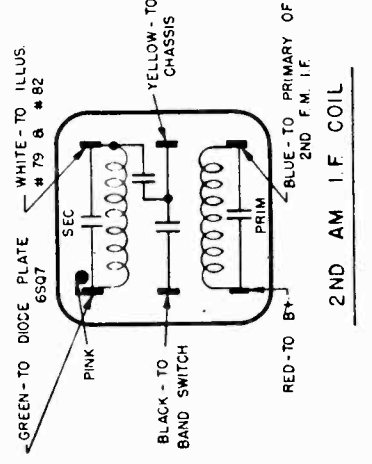 GREEN-TO DIODE PLATE
6SQ7
WHITE-TO ILLUS.
# 79 & # 82
PINK
SEC
YELLOW-TO
CHASSIS
BLACK-TO
BAND SWITCH
PRIM
RED-TO B+
BLUE-TO PRIMARY OF
2ND F.M. I.F.
2ND AM I.F. COIL